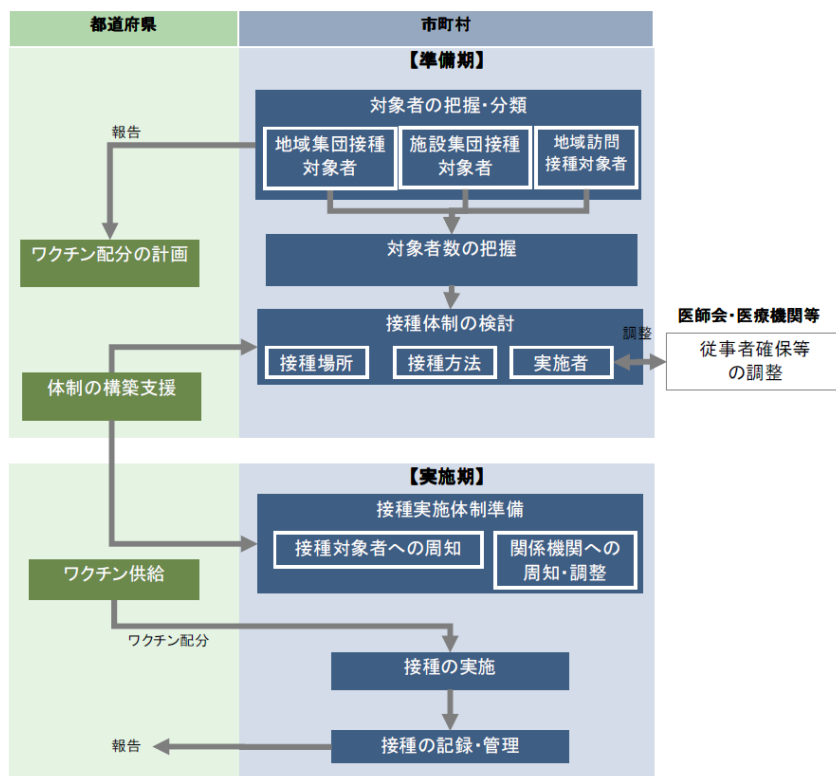 都道府県
市町村
【準備期】
対象者の把握・分類
報告
地域集団接種
対象者
施設集団接種
対象者
地域訪問
接種対象者
ワクチン配分の計画
対象者数の把握
接種体制の検討
接種場所
接種方法
実施者
調整
医師会・医療機関等
従事者確保等
の調整
体制の構築支援
【実施期】
接種実施体制準備
接種対象者への周知
関係機関への
周知・調整
ワクチン供給
ワクチン配分
接種の実施
接種の記録・管理
報告